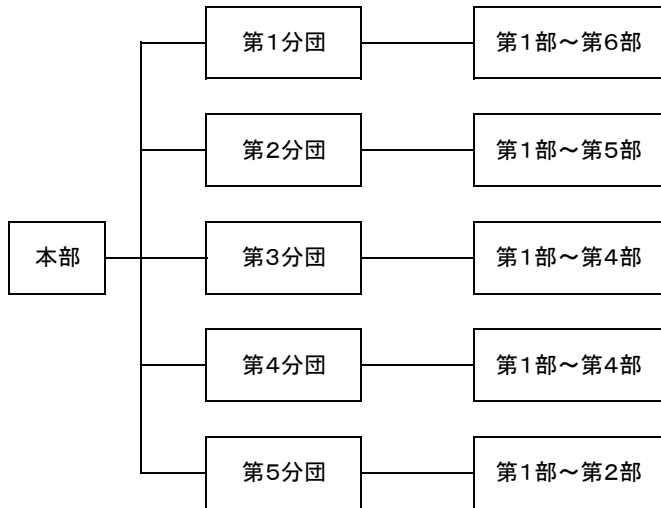 第1分団
第1部～第6部
第2分団
第1部～第5部
本部
第3分団
第1部～第4部
第4分団
第1部～第4部
第5分団
第1部～第2部